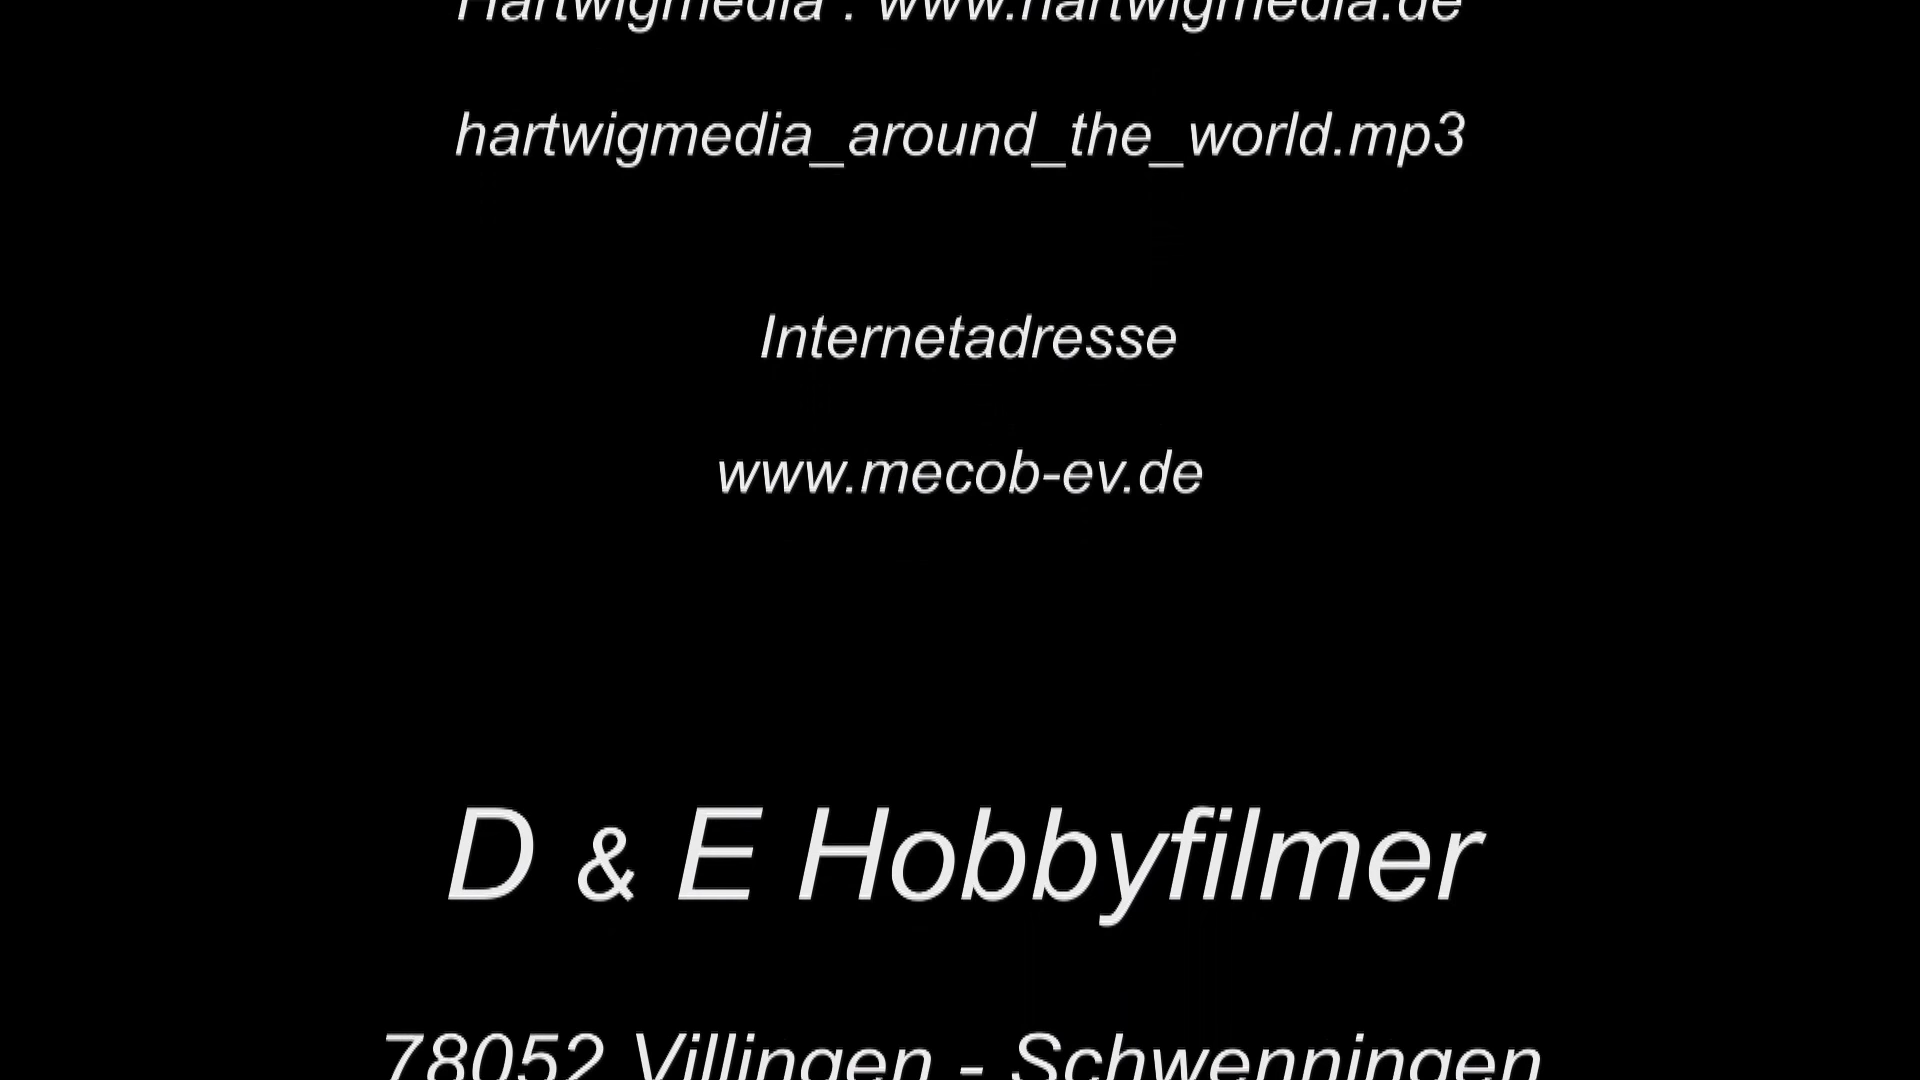 Hartwigmedia : www.hartwigmedia.de
hartwigmedia_around_the_world.mp3
Internetadresse
www.mecob-ev.de
D & E Hobbyfilmer
78052 Villingen - Schwenningen